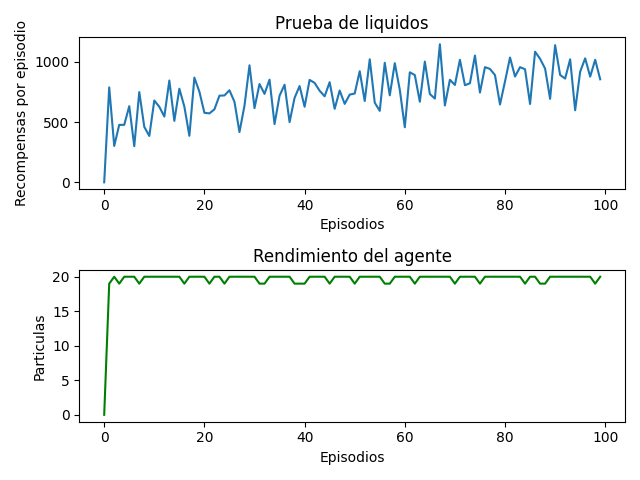 Prueba de liquidos
Recompensas por episodio
1000
500
0
0 20 40 60 80 100
Episodios
Rendimiento del agente
Particulas
20
15
10
5
0
0 20 40 60 80 100
Episodios